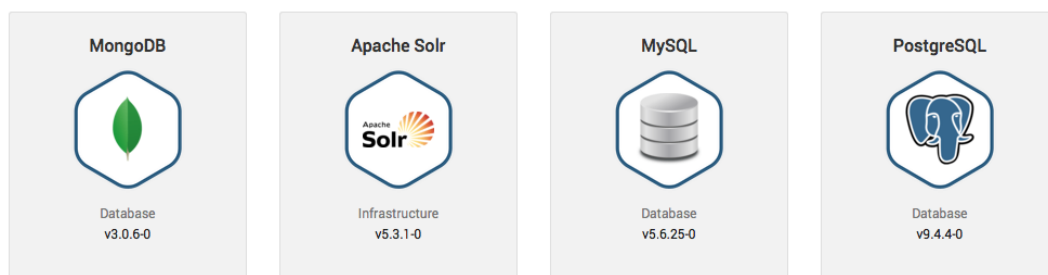 MongoDB
Database
v3.0.6-0
Apache Solr
Apache
Solr
Infrastructure
v5.3.1-0
MySQL
Database
v5.6.25-0
PostgreSQL
Database
v9.4.4-0